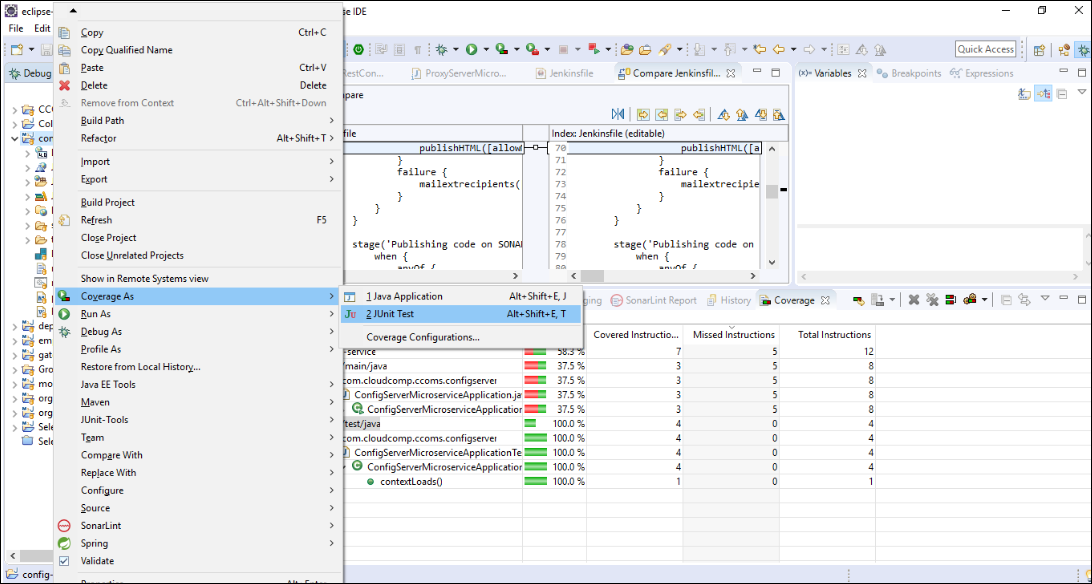 eclipse-
se IDE
File Edit
Quick Access
Debug
RestCon...
ProxyServerMicro...
Jenkinsfile
Compare Jenkinsfil...
(x)= Variables
Breakpoints
Expressions
Copy Ctrl+C
Copy Qualified Name
Paste Ctrl+V
Delete Delete
Remove from Context Ctrl+Alt+Shift+Down
Build Path
Refactor Alt+Shift+T
Import
Export
Build Project
Refresh F5
Close Project
Close Unrelated Projects
Show in Remote Systems view
Coverage As
Run As
Debug As
Profile As
Restore from Local History...
Java EE Tools
Maven
JUnit-Tools
Team
Compare With
Replace With
Configure
Source
SonarLint
Spring
Validate
Properties Alt+Enter
CC
Col
con
dep
em
gat
Gro
mo
org
org
Sele
Sele
config-
pare
file
Index: Jenkinsfile (editable)
publishHTML([allowM
}
failure {
mailextrecipients(
}
}
}
stage('Publishing code on SONA
when {
anyOf {
70 publishHTML([a
71 }
72 failure {
73 mailextrecipie
74 }
75 }
76 }
77
78 stage('Publishing code on
79 when {
80 anyOf {
1 Java Application Alt+Shift+E, J
2 JUnit Test Alt+Shift+E, T
Coverage Configurations...
ging
SonarLint Report
History
Coverage
Covered Instructio... Missed Instructions Total Instructions
-service 58.3 % 7 5 12
/main/java 37.5 % 3 5 8
com.cloudcomp.ccoms.configserver 37.5 % 3 5 8
ConfigServerMicroserviceApplication.ja 37.5 % 3 5 8
ConfigServerMicroserviceApplication 37.5 % 3 5 8
/test/java 100.0 % 4 0 4
com.cloudcomp.ccoms.configserver 100.0 % 4 0 4
ConfigServerMicroserviceApplicationTe 100.0 % 4 0 4
ConfigServerMicroserviceApplication 100.0 % 4 0 4
contextLoads() 100.0 % 1 0 1